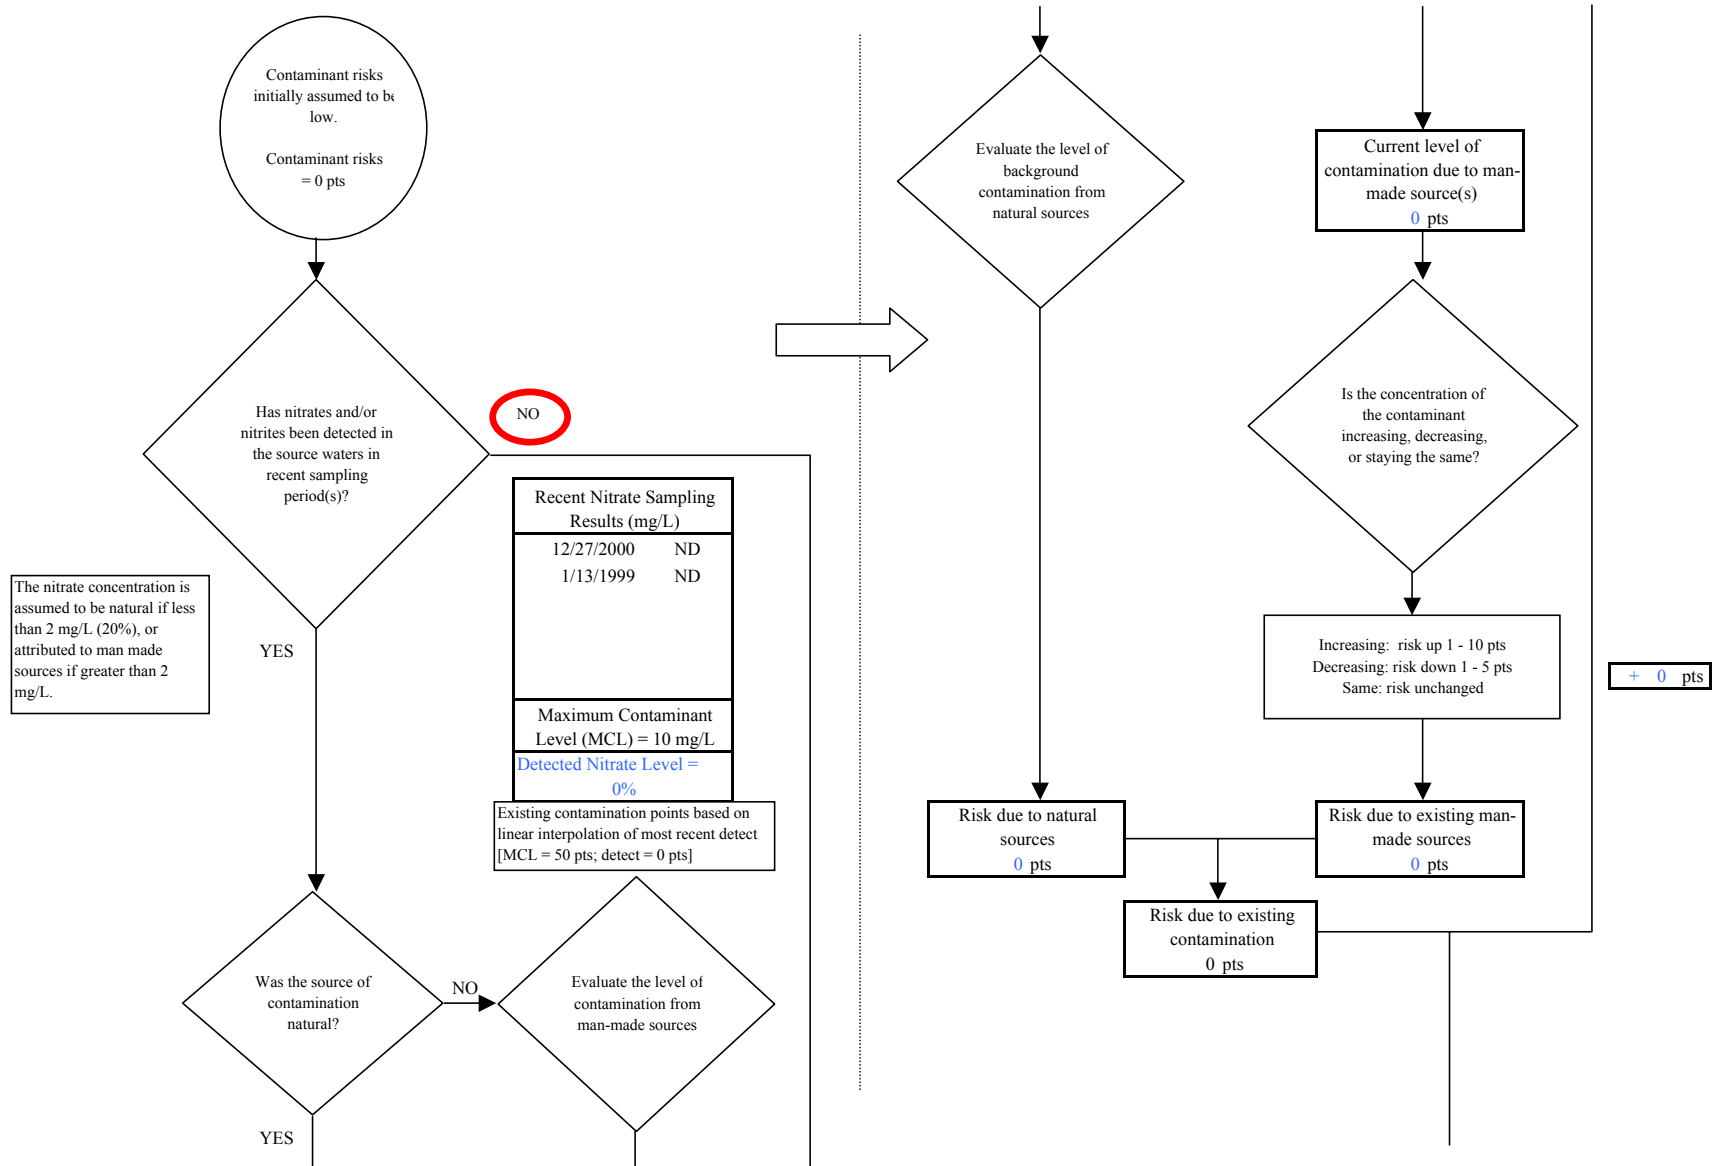 Contaminant risks
initially assumed to be
low.
Contaminant risks
= 0 pts
Has nitrates and/or
nitrites been detected in
the source waters in
recent sampling
period(s)?
NO
Recent Nitrate Sampling
Results (mg/L)
12/27/2000 ND
1/13/1999 ND
Maximum Contaminant
Level (MCL) = 10 mg/L
Detected Nitrate Level =
0%
Existing contamination points based on
linear interpolation of most recent detect
[MCL = 50 pts; detect = 0 pts]
The nitrate concentration is
assumed to be natural if less
than 2 mg/L (20%), or
attributed to man made
sources if greater than 2
mg/L.
YES
Was the source of
contamination
natural?
NO
Evaluate the level of
contamination from
man-made sources
YES
Evaluate the level of
background
contamination from
natural sources
Current level of
contamination due to man-
made source(s)
0 pts
Is the concentration of
the contaminant
increasing, decreasing,
or staying the same?
Increasing: risk up 1 - 10 pts
Decreasing: risk down 1 - 5 pts
Same: risk unchanged
+ 0 pts
Risk due to natural
sources
0 pts
Risk due to existing man-
made sources
0 pts
Risk due to existing
contamination
0 pts